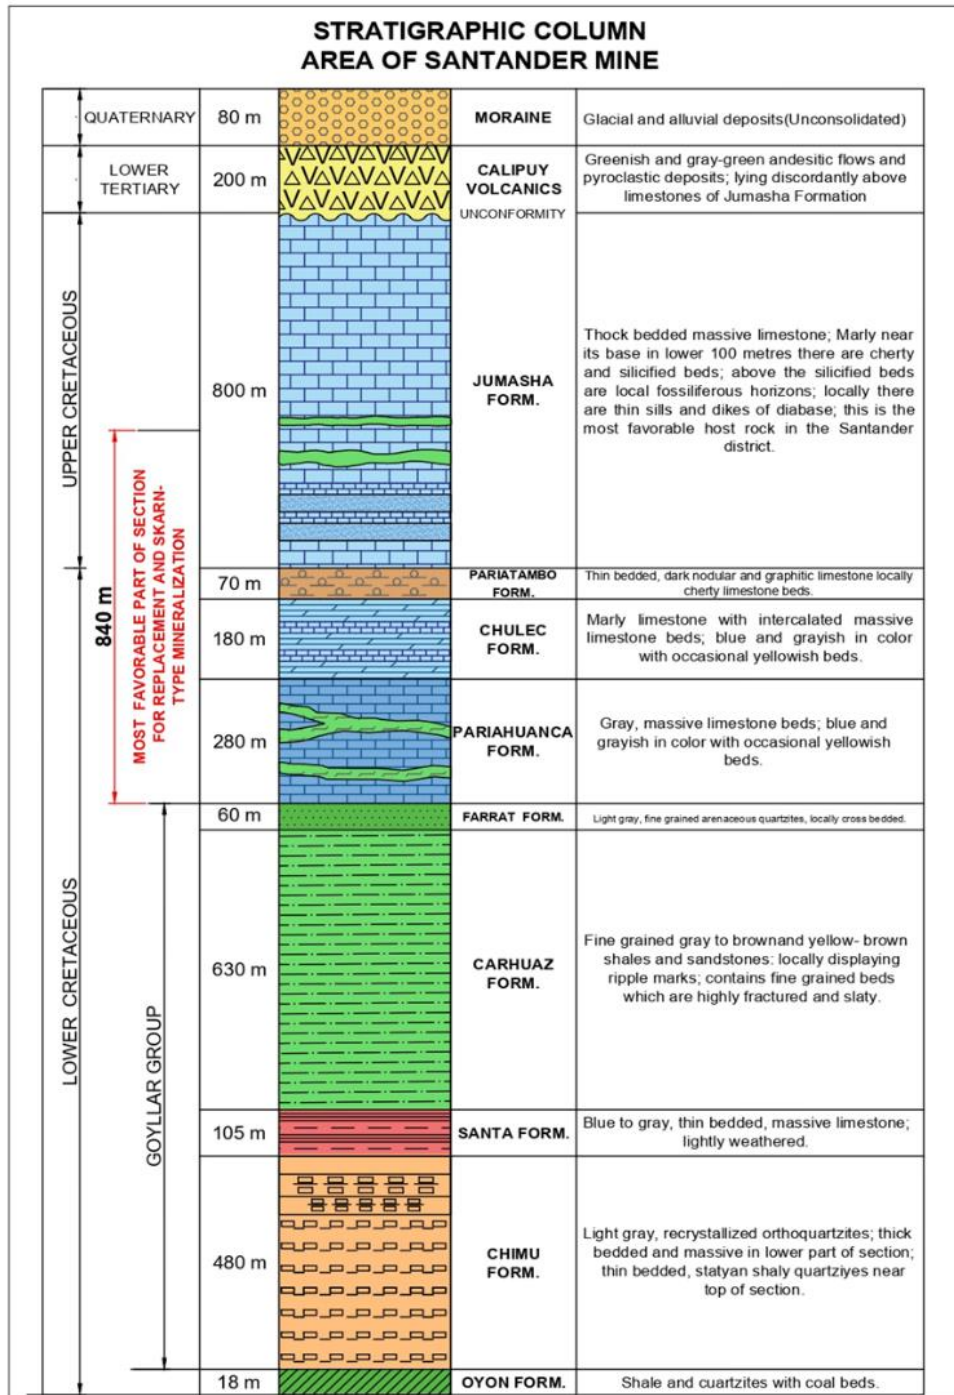 STRATIGRAPHIC COLUMN
AREA OF SANTANDER MINE
QUATERNARY
80 m
MORAINE
Glacial and alluvial deposits(Unconsolidated)
LOWER
TERTIARY
200 m
CALIPUY
VOLCANICS
UNCONFORMITY
Greenish and gray-green andesitic flows and
pyroclastic deposits; lying discordantly above
limestones of Jumasha Formation
UPPER CRETACEOUS
800 m
JUMASHA
FORM.
Thock bedded massive limestone; Marly near
its base in lower 100 metres there are cherty
and silicified beds; above the silicified beds
are local fossiliferous horizons; locally there
are thin sills and dikes of diabase; this is the
most favorable host rock in the Santander
district.
840 m
MOST FAVORABLE PART OF SECTION
FOR REPLACEMENT AND SKARN-
TYPE MINERALIZATION
LOWER CRETACEOUS
70 m
PARIATAMBO
FORM.
Thin bedded, dark nodular and graphitic limestone locally
cherty limestone beds.
180 m
CHULEC
FORM.
Marly limestone with intercalated massive
limestone beds; blue and grayish in color
with occasional yellowish beds.
280 m
PARIAHUANCA
FORM.
Gray, massive limestone beds; blue and
grayish in color with occasional yellowish
beds.
GOYLLAR GROUP
60 m
FARRAT FORM.
Light gray, fine grained arenaceous quartzites, locally cross bedded.
630 m
CARHUAZ
FORM.
Fine grained gray to brownand yellow- brown
shales and sandstones: locally displaying
ripple marks; contains fine grained beds
which are highly fractured and slaty.
105 m
SANTA FORM.
Blue to gray, thin bedded, massive limestone;
lightly weathered.
480 m
CHIMU
FORM.
Light gray, recrystallized orthoquartzites; thick
bedded and massive in lower part of section;
thin bedded, statyan shaly quartziyes near
top of section.
18 m
OYON FORM.
Shale and cuartzites with coal beds.